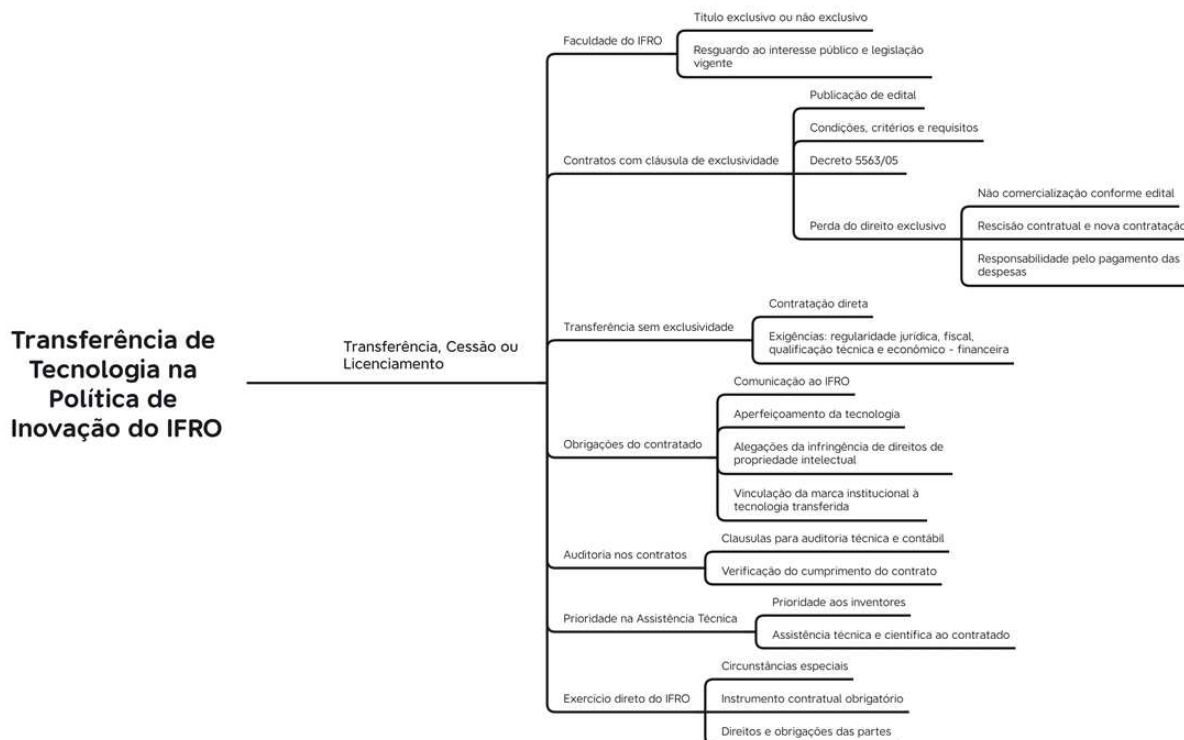 Transferência de
Tecnologia na
Política de
Inovação do IFRO
Transferência, Cessão ou
Licenciamento
Faculdade do IFRO
Titulo exclusivo ou não exclusivo
Resguardo ao interesse público e legislação
vigente
Contratos com cláusula de exclusividade
Publicação de edital
Condições, critérios e requisitos
Decreto 5563/05
Perda do direito exclusivo
Não comercialização conforme edital
Rescisão contratual e nova contratação
Responsabilidade pelo pagamento das
despesas
Transferência sem exclusividade
Contratação direta
Exigências: regularidade jurídica, fiscal,
qualificação técnica e econômico - financeira
Obrigações do contratado
Comunicação ao IFRO
Aperfeiçoamento da tecnologia
Alegações da infringência de direitos de
propriedade intelectual
Vinculação da marca institucional à
tecnologia transferida
Auditoria nos contratos
Clausulas para auditoria técnica e contábil
Verificação do cumprimento do contrato
Prioridade na Assistência Técnica
Prioridade aos inventores
Assistência técnica e científica ao contratado
Exercício direto do IFRO
Circunstâncias especiais
Instrumento contratual obrigatório
Direitos e obrigações das partes